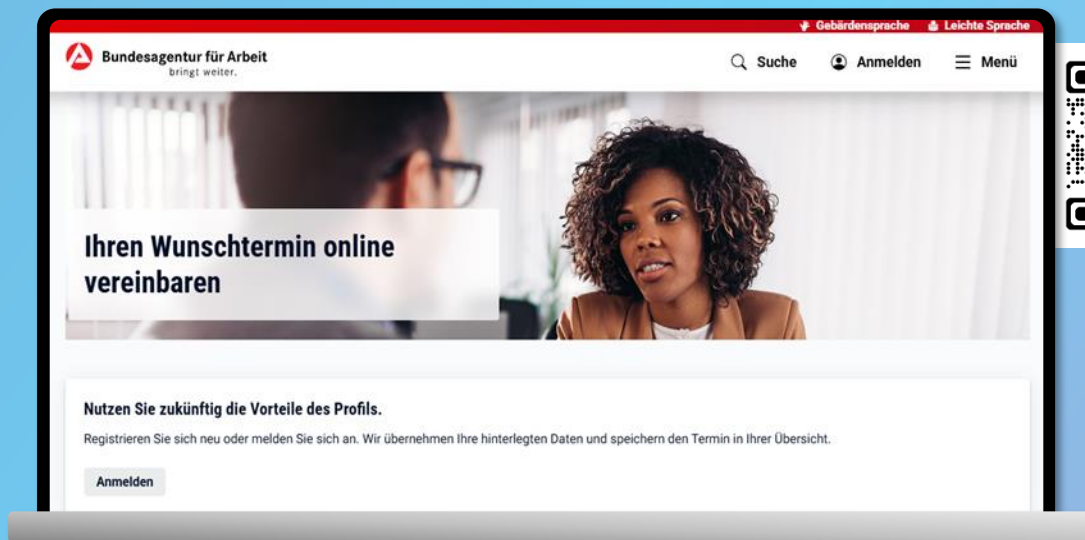 Gebärdensprache Leichte Sprache
Bundesagentur für Arbeit
bringt weiter.
Suche Anmelden Menü
Ihren Wunschtermin online
vereinbaren
Nutzen Sie zukünftig die Vorteile des Profils.
Registrieren Sie sich neu oder melden Sie sich an. Wir übernehmen Ihre hinterlegten Daten und speichern den Termin in Ihrer Übersicht.
Anmelden